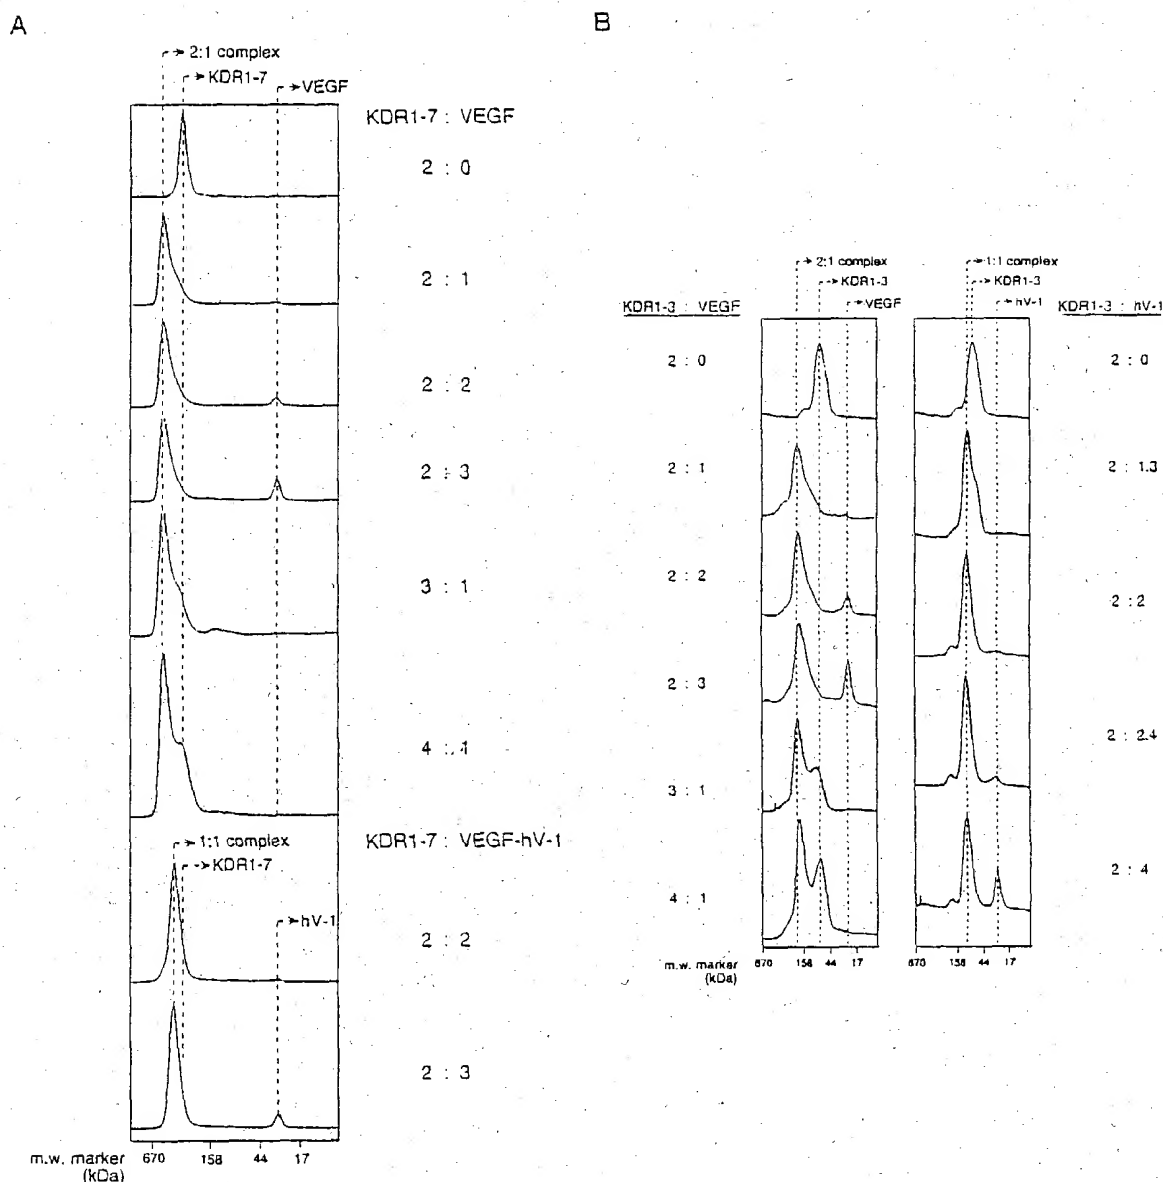 A
2:1 complex
KDR1-7
VEGF
KDR1-7 : VEGF
2 : 0
2 : 1
2 : 2
2 : 3
3 : 1
4 : 1
1:1 complex
KDR1-7
KDR1-7 : VEGF-hV-1
hV-1
2 : 2
2 : 3
m.w. marker
(kDa)
670 158 44 17
B
2:1 complex
KDR1-3
VEGF
KDR1-3 : VEGF
2 : 0
2 : 1
2 : 2
2 : 3
3 : 1
4 : 1
m.w. marker
(kDa)
670 158 44 17
1:1 complex
KDR1-3
hV-1
KDR1-3 : hV-1
2 : 0
2 : 1.3
2 : 2
2 : 2.4
2 : 4
670 158 44 17